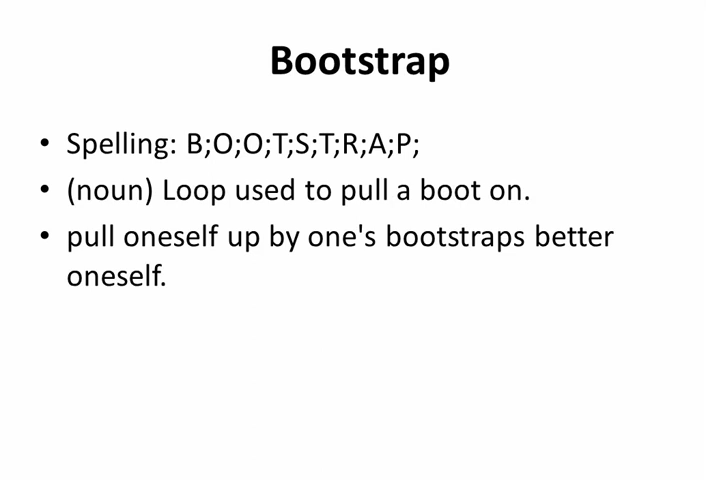 Bootstrap
• Spelling: B;O;O;T;S;T;R;A;P;
• (noun) Loop used to pull a boot on.
• pull oneself up by one's bootstraps better
oneself.